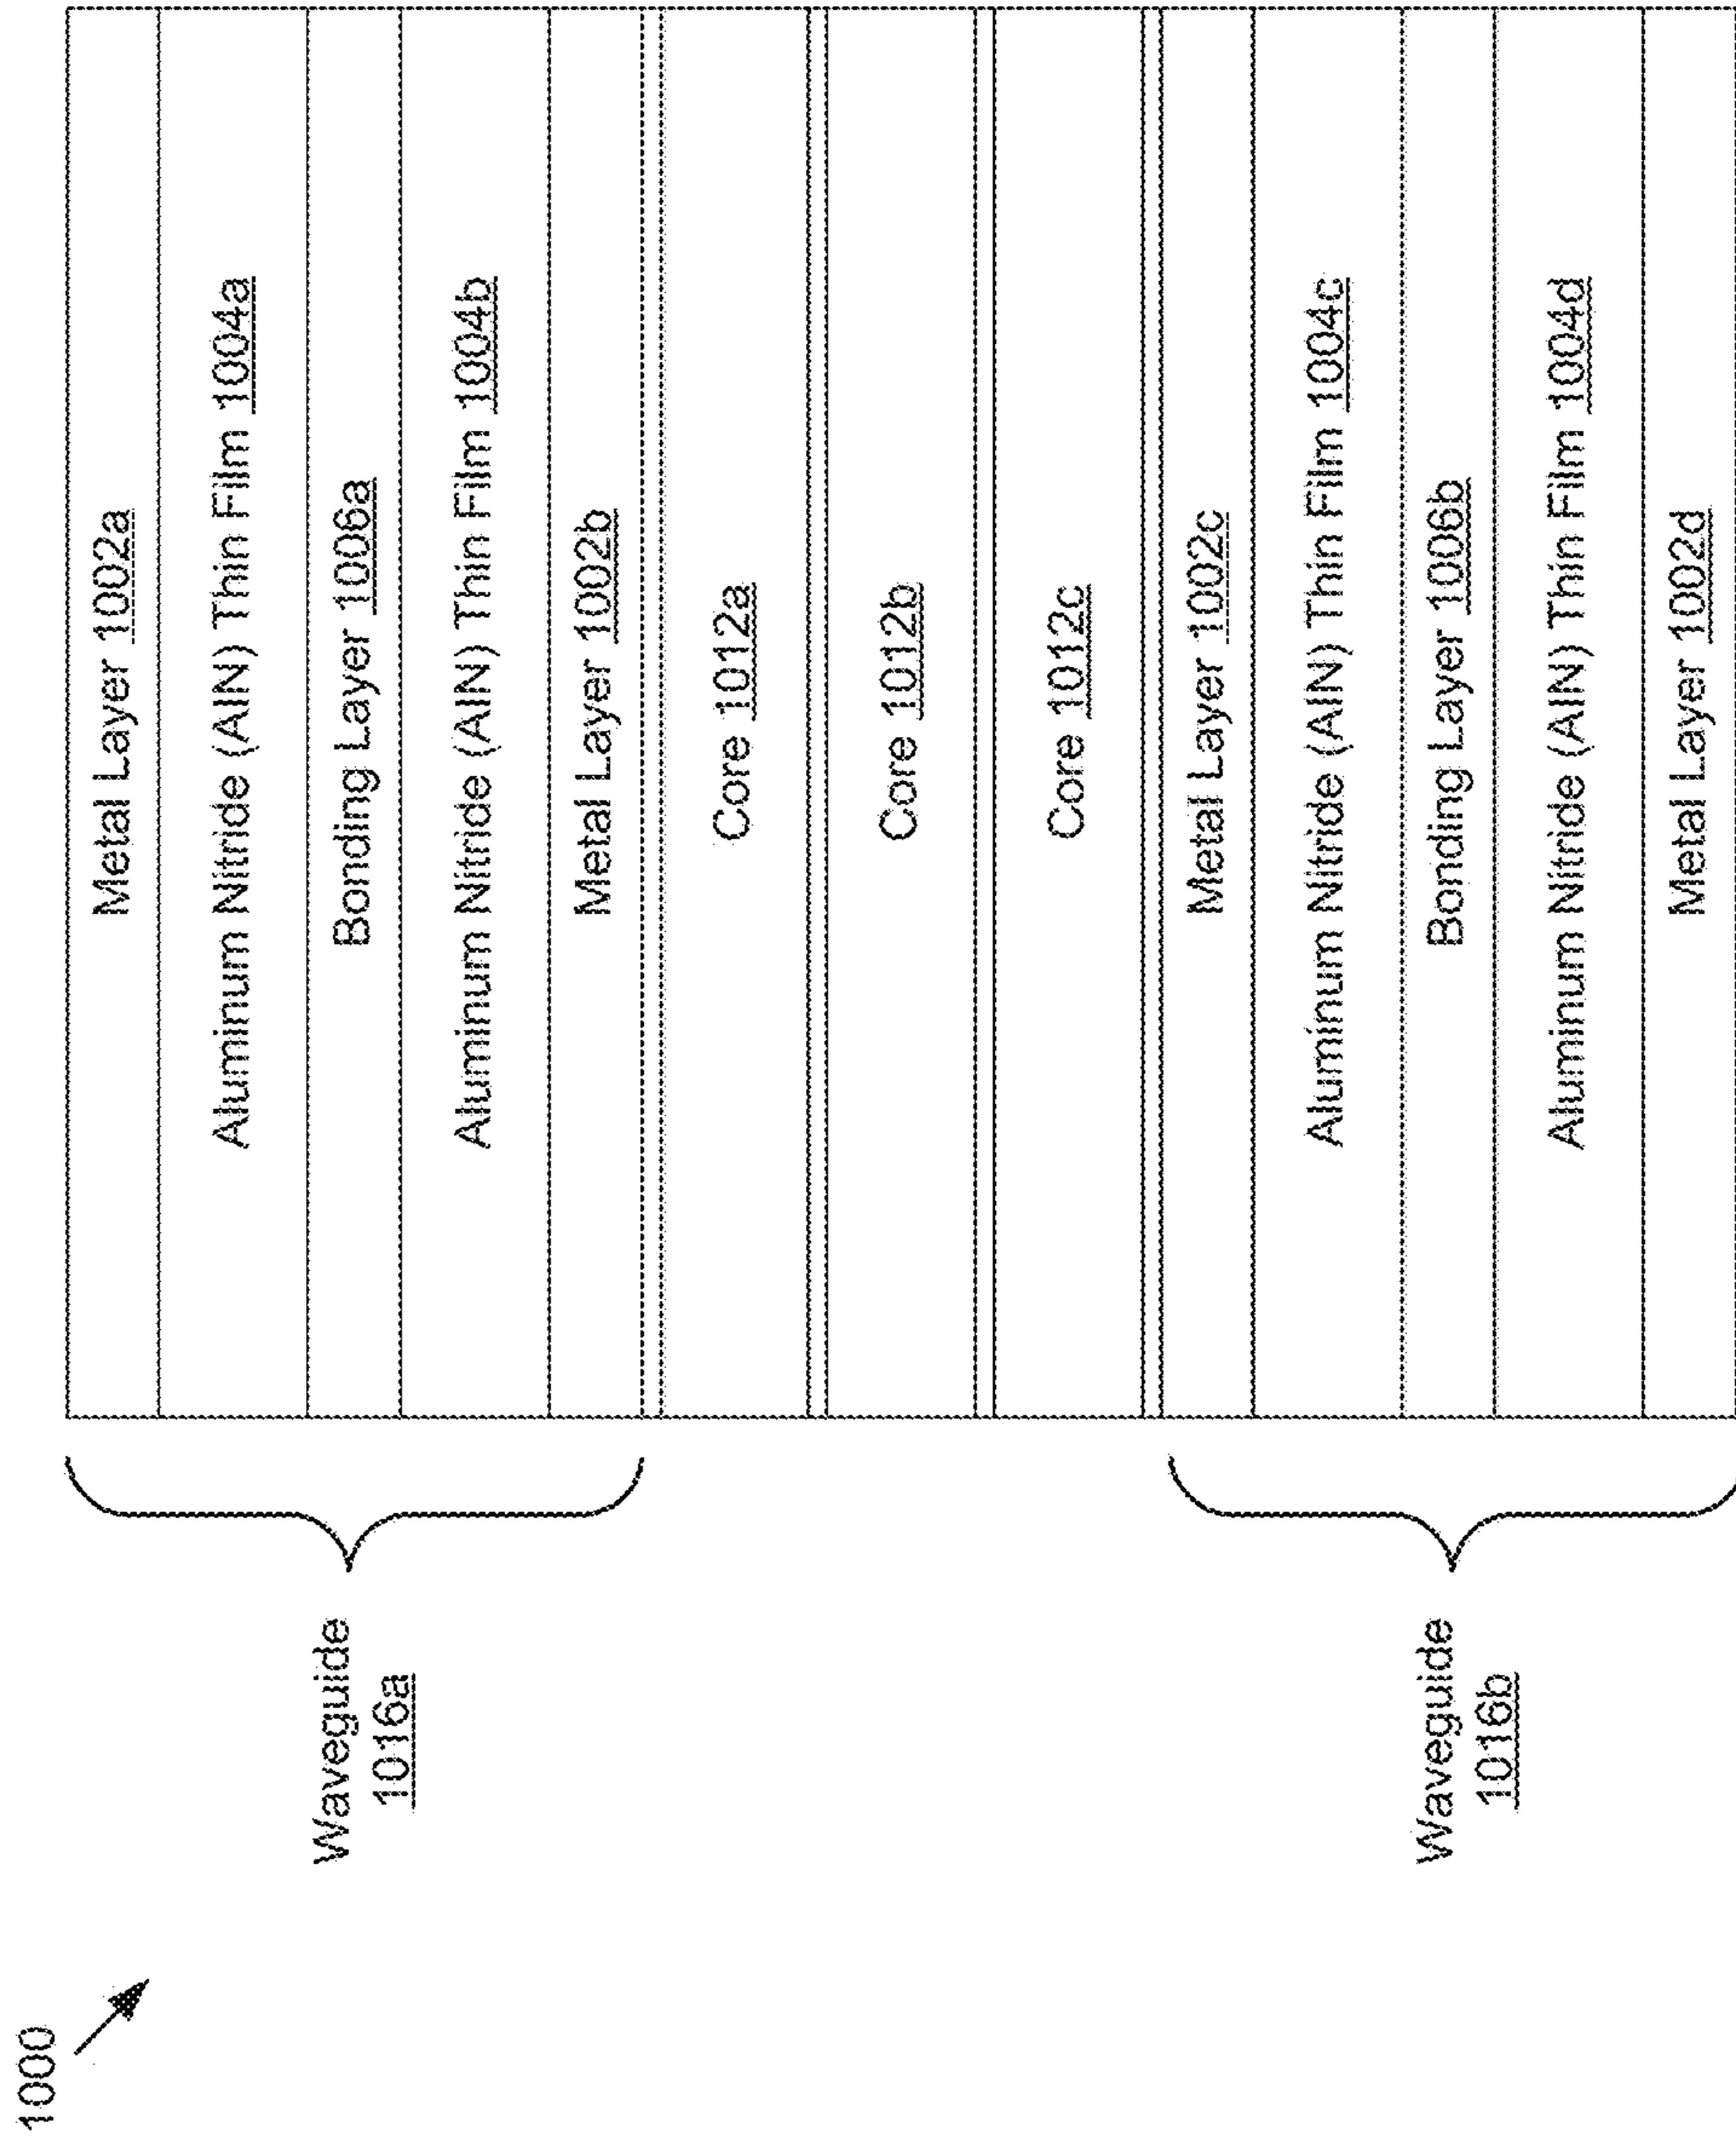 1000
Waveguide
1016a
Metal Layer 1002a
Aluminum Nitride (AlN) Thin Film 1004a
Bonding Layer 1006a
Aluminum Nitride (AlN) Thin Film 1004b
Metal Layer 1002b
Core 1012a
Core 1012b
Core 1012c
Waveguide
1016b
Metal Layer 1002c
Aluminum Nitride (AlN) Thin Film 1004c
Bonding Layer 1006b
Aluminum Nitride (AlN) Thin Film 1004d
Metal Layer 1002d